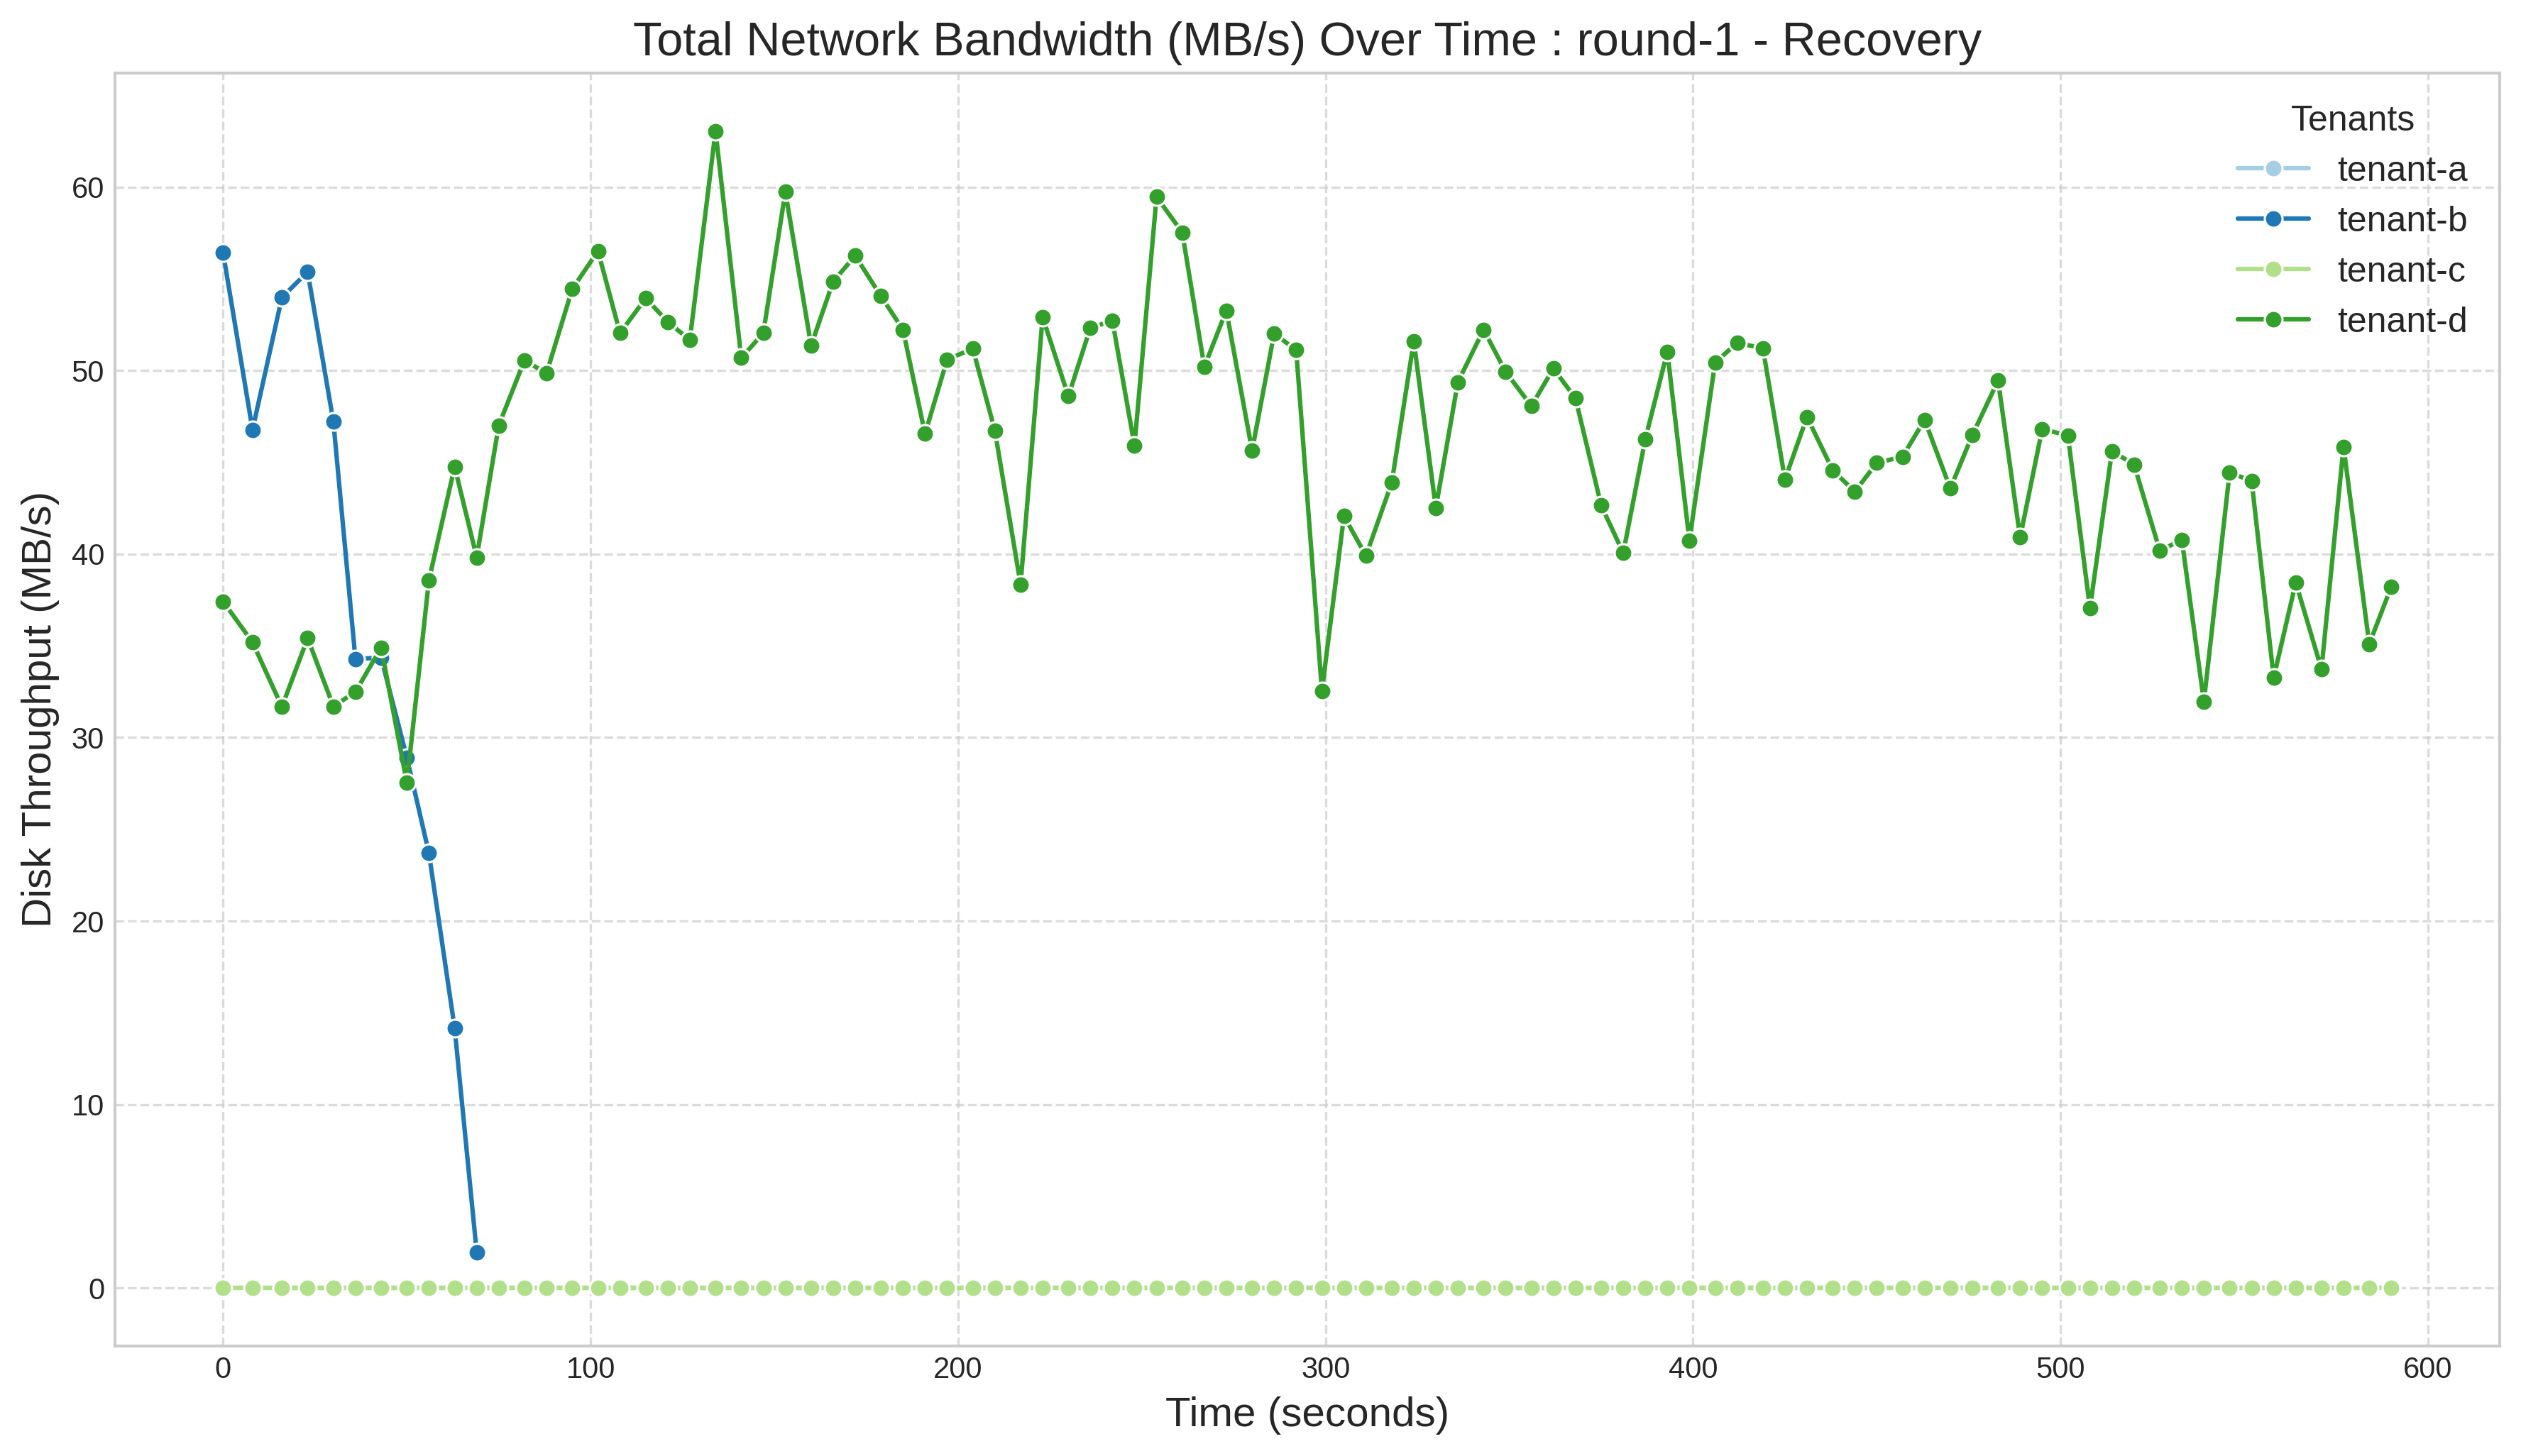 Total Network Bandwidth (MB/s) Over Time : round-1 - Recovery
Tenants
tenant-a
tenant-b
tenant-c
tenant-d
Disk Throughput (MB/s)
60
50
40
30
20
10
0
0 100 200 300 400 500 600
Time (seconds)